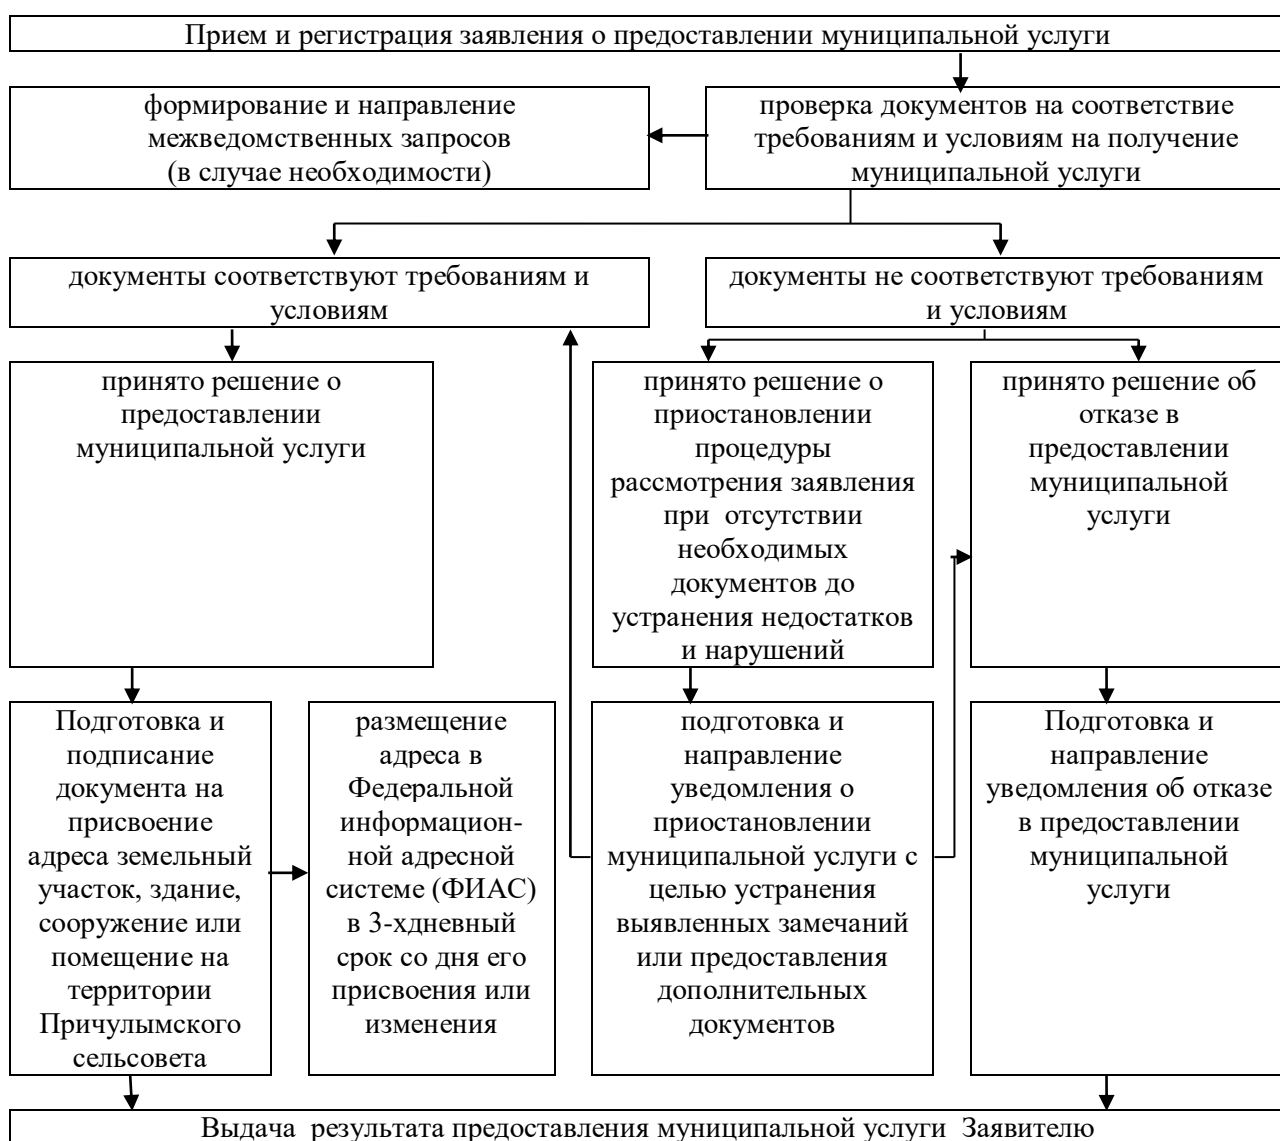 Прием и регистрация заявления о предоставлении муниципальной услуги
формирование и направление
межведомственных запросов
(в случае необходимости)
проверка документов на соответствие
требованиям и условиям на получение
муниципальной услуги
документы соответствуют требованиям и
условиям
документы не соответствуют требованиям
и условиям
принято решение о
предоставлении
муниципальной услуги
принято решение о
приостановлении
процедуры
рассмотрения заявления
при  отсутствии
необходимых
документов до
устранения недостатков
и нарушений
принято решение об
отказе в
предоставлении
муниципальной
услуги
Подготовка и
подписание
документа на
присвоение
адреса земельный
участок, здание,
сооружение или
помещение на
территории
Причулымского
сельсовета
размещение
адреса в
Федеральной
информацион-
ной адресной
системе (ФИАС)
в 3-хдневный
срок со дня его
присвоения или
изменения
подготовка и
направление
уведомления о
приостановлении
муниципальной услуги с
целью устранения
выявленных замечаний
или предоставления
дополнительных
документов
Подготовка и
направление
уведомления об отказе
в предоставлении
муниципальной
услуги
Выдача  результата предоставления муниципальной услуги  Заявителю